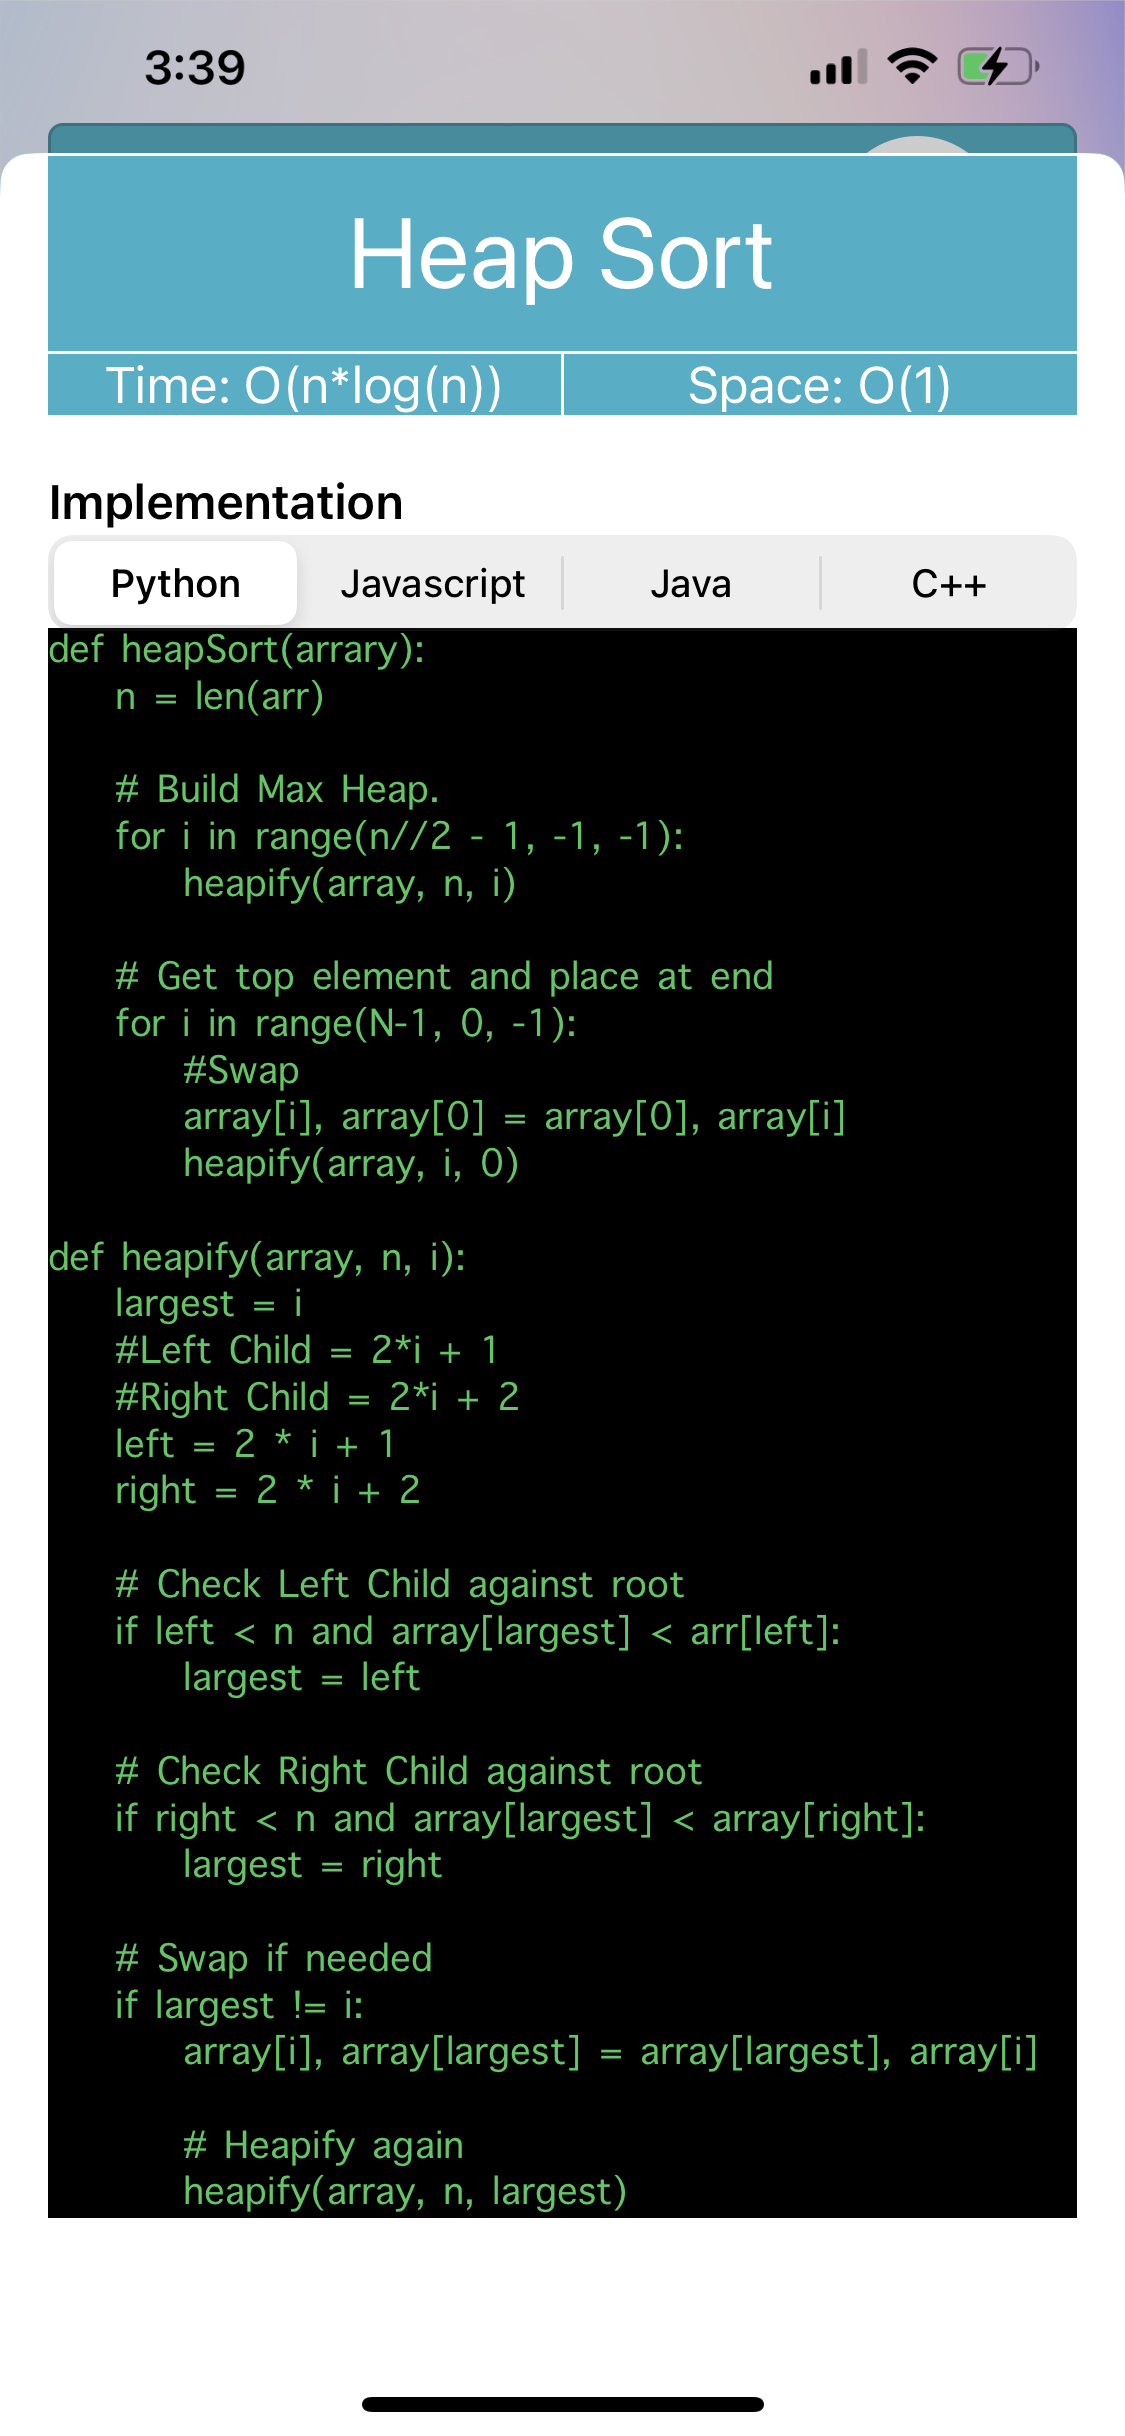 3:39
Heap Sort
Time: O(n*log(n))
Space: O(1)
Implementation
Python
Javascript
Java
C++
def heapSort(arrary):
    n = len(arr)
    # Build Max Heap.
    for i in range(n//2 - 1, -1, -1):
        heapify(array, n, i)
    # Get top element and place at end
    for i in range(N-1, 0, -1):
        #Swap
        array[i], array[0] = array[0], array[i]
        heapify(array, i, 0)
def heapify(array, n, i):
    largest = i
    #Left Child = 2*i + 1
    #Right Child = 2*i + 2
    left = 2 * i + 1
    right = 2 * i + 2
    # Check Left Child against root
    if left < n and array[largest] < arr[left]:
        largest = left
    # Check Right Child against root
    if right < n and array[largest] < array[right]:
        largest = right
    # Swap if needed
    if largest != i:
        array[i], array[largest] = array[largest], array[i]
        # Heapify again
        heapify(array, n, largest)